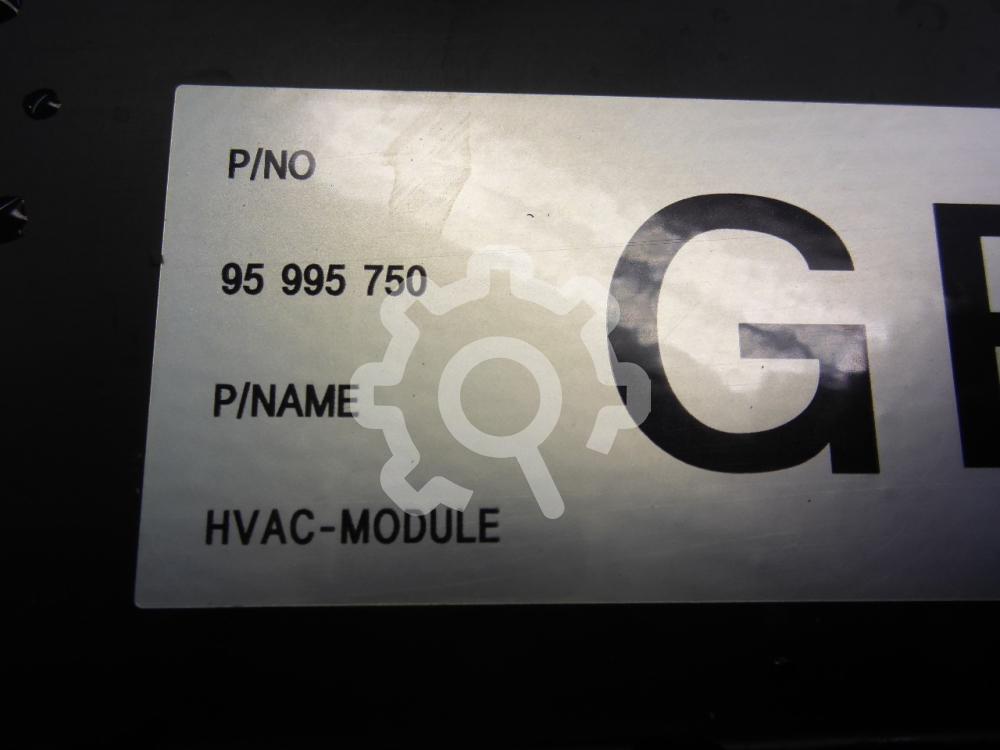 P/NO
95 995 750
P/NAME
HVAC-MODULE
G